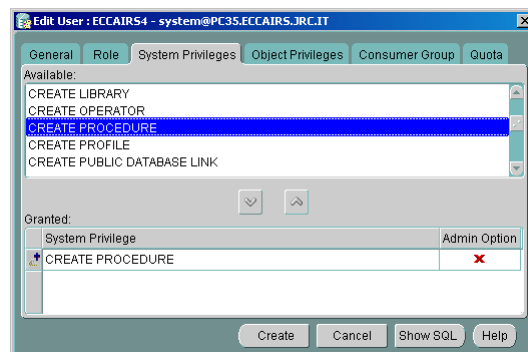 Edit User : ECCAIRS4 - system@PC35.ECCAIRS.JRC.IT
General Role System Privileges Object Privileges Consumer Group Quota
Available:
CREATE LIBRARY
CREATE OPERATOR
CREATE PROCEDURE
CREATE PROFILE
CREATE PUBLIC DATABASE LINK
Granted:
System Privilege Admin Option
CREATE PROCEDURE
Create Cancel Show SQL Help